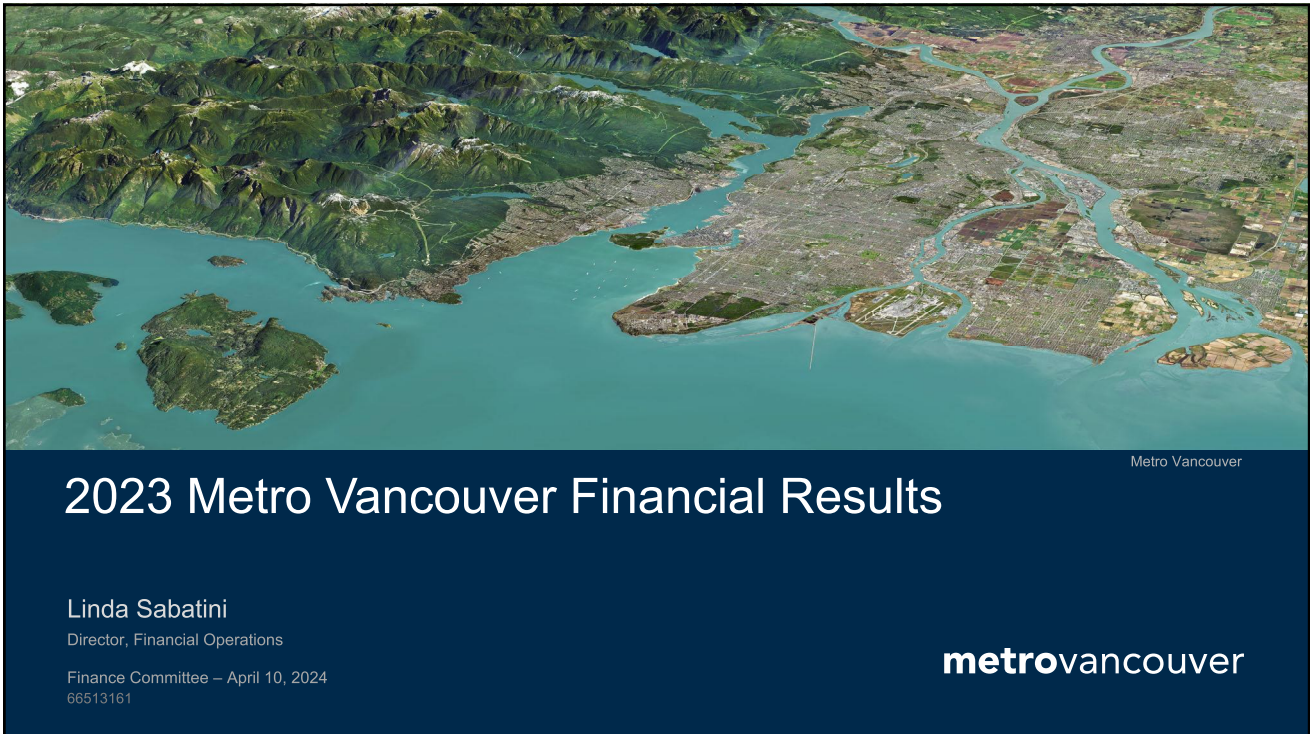 Metro Vancouver
2023 Metro Vancouver Financial Results
Linda Sabatini
Director, Financial Operations
Finance Committee – April 10, 2024
66513161
metrovancouver